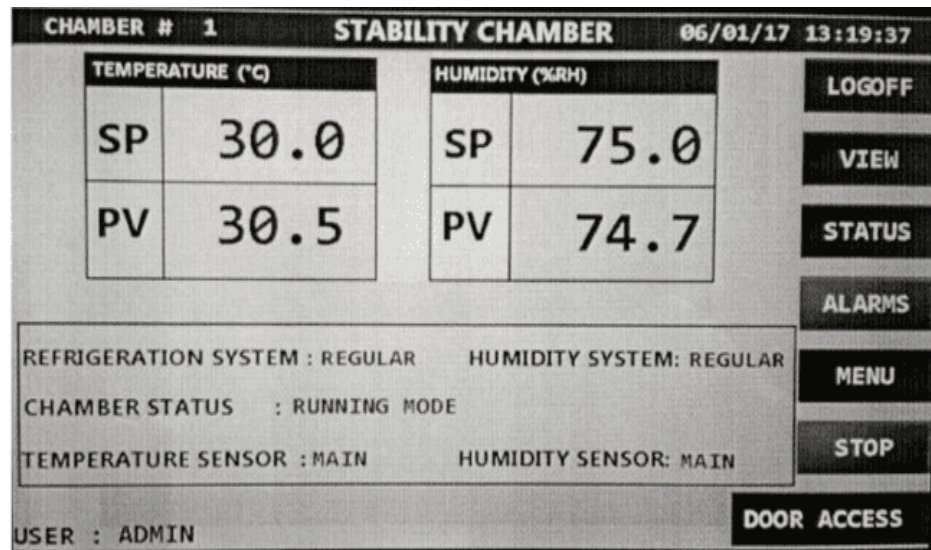 CHAMBER # 1 STABILITY CHAMBER 06/01/17 13:19:37
TEMPERATURE (°C) HUMIDITY (%RH) LOGOFF
SP 30.0 SP 75.0 VIEW
PV 30.5 PV 74.7 STATUS
ALARMS
REFRIGERATION SYSTEM : REGULAR HUMIDITY SYSTEM: REGULAR
MENU
CHAMBER STATUS : RUNNING MODE
TEMPERATURE SENSOR : MAIN HUMIDITY SENSOR: MAIN
STOP
DOOR ACCESS
USER : ADMIN